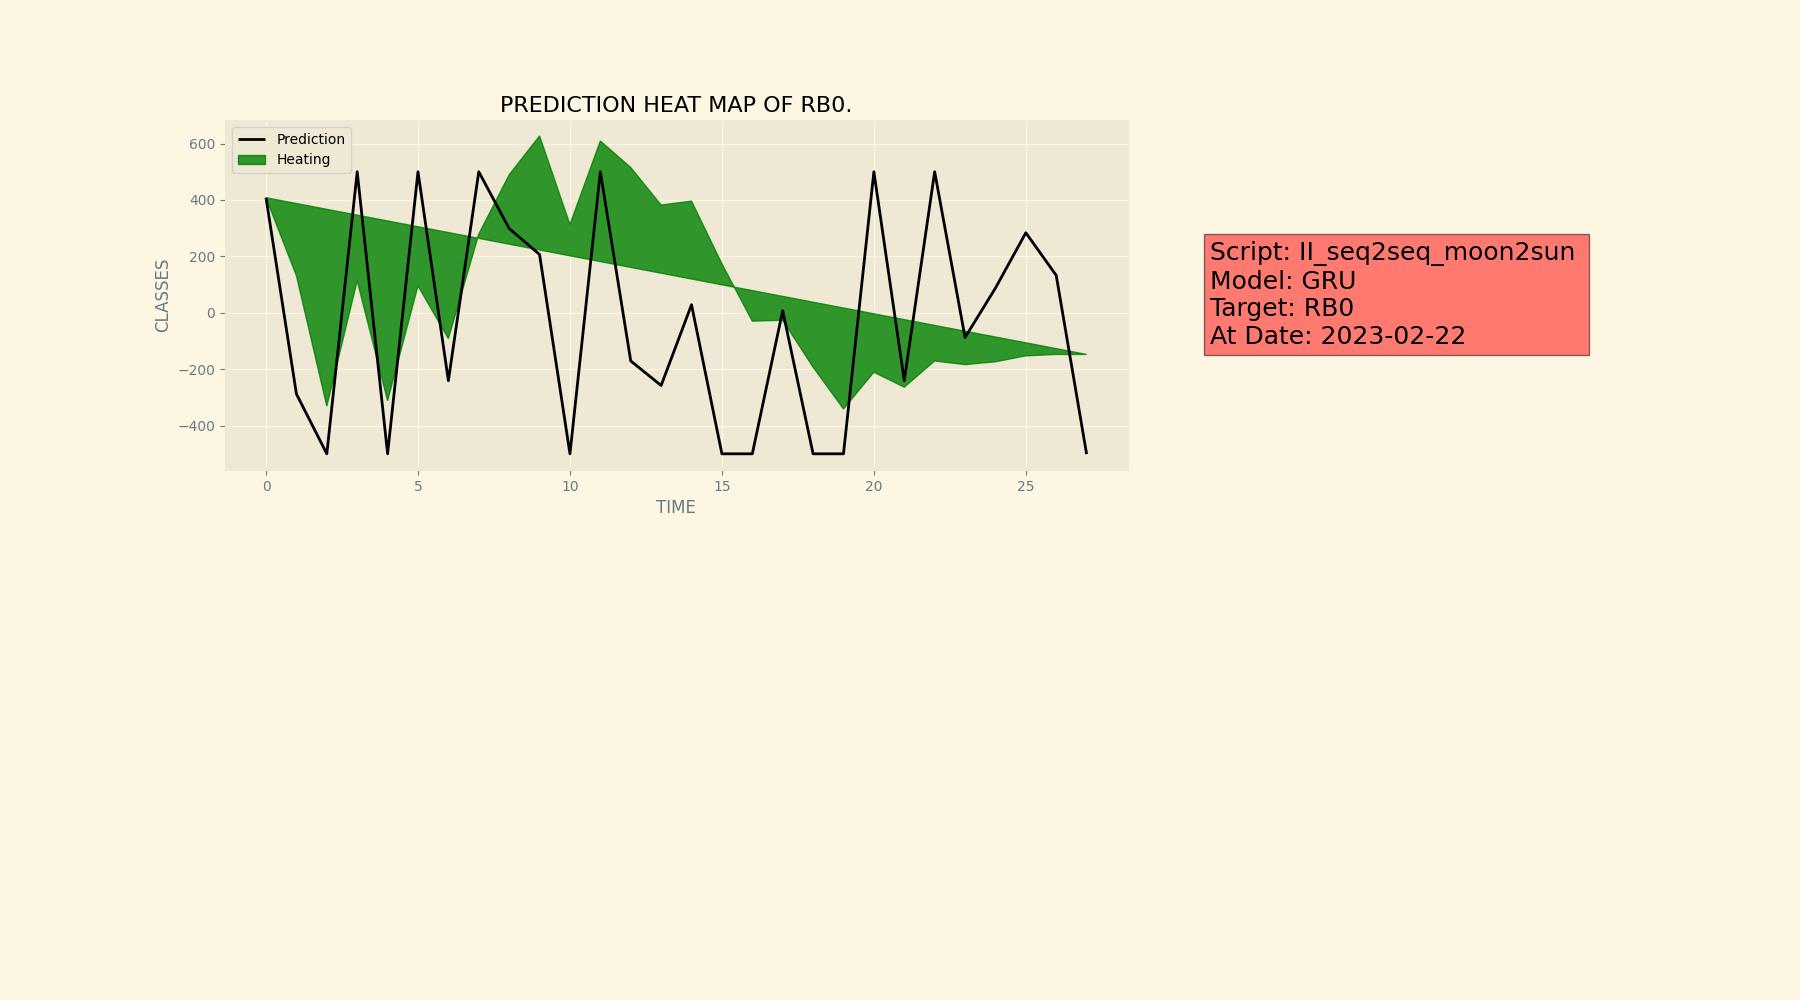 PREDICTION HEAT MAP OF RB0.
Prediction
Heating
600
400
200
0
−200
−400
CLASSES
0 5 10 15 20 25
TIME
Script: II_seq2seq_moon2sun
Model: GRU
Target: RB0
At Date: 2023-02-22